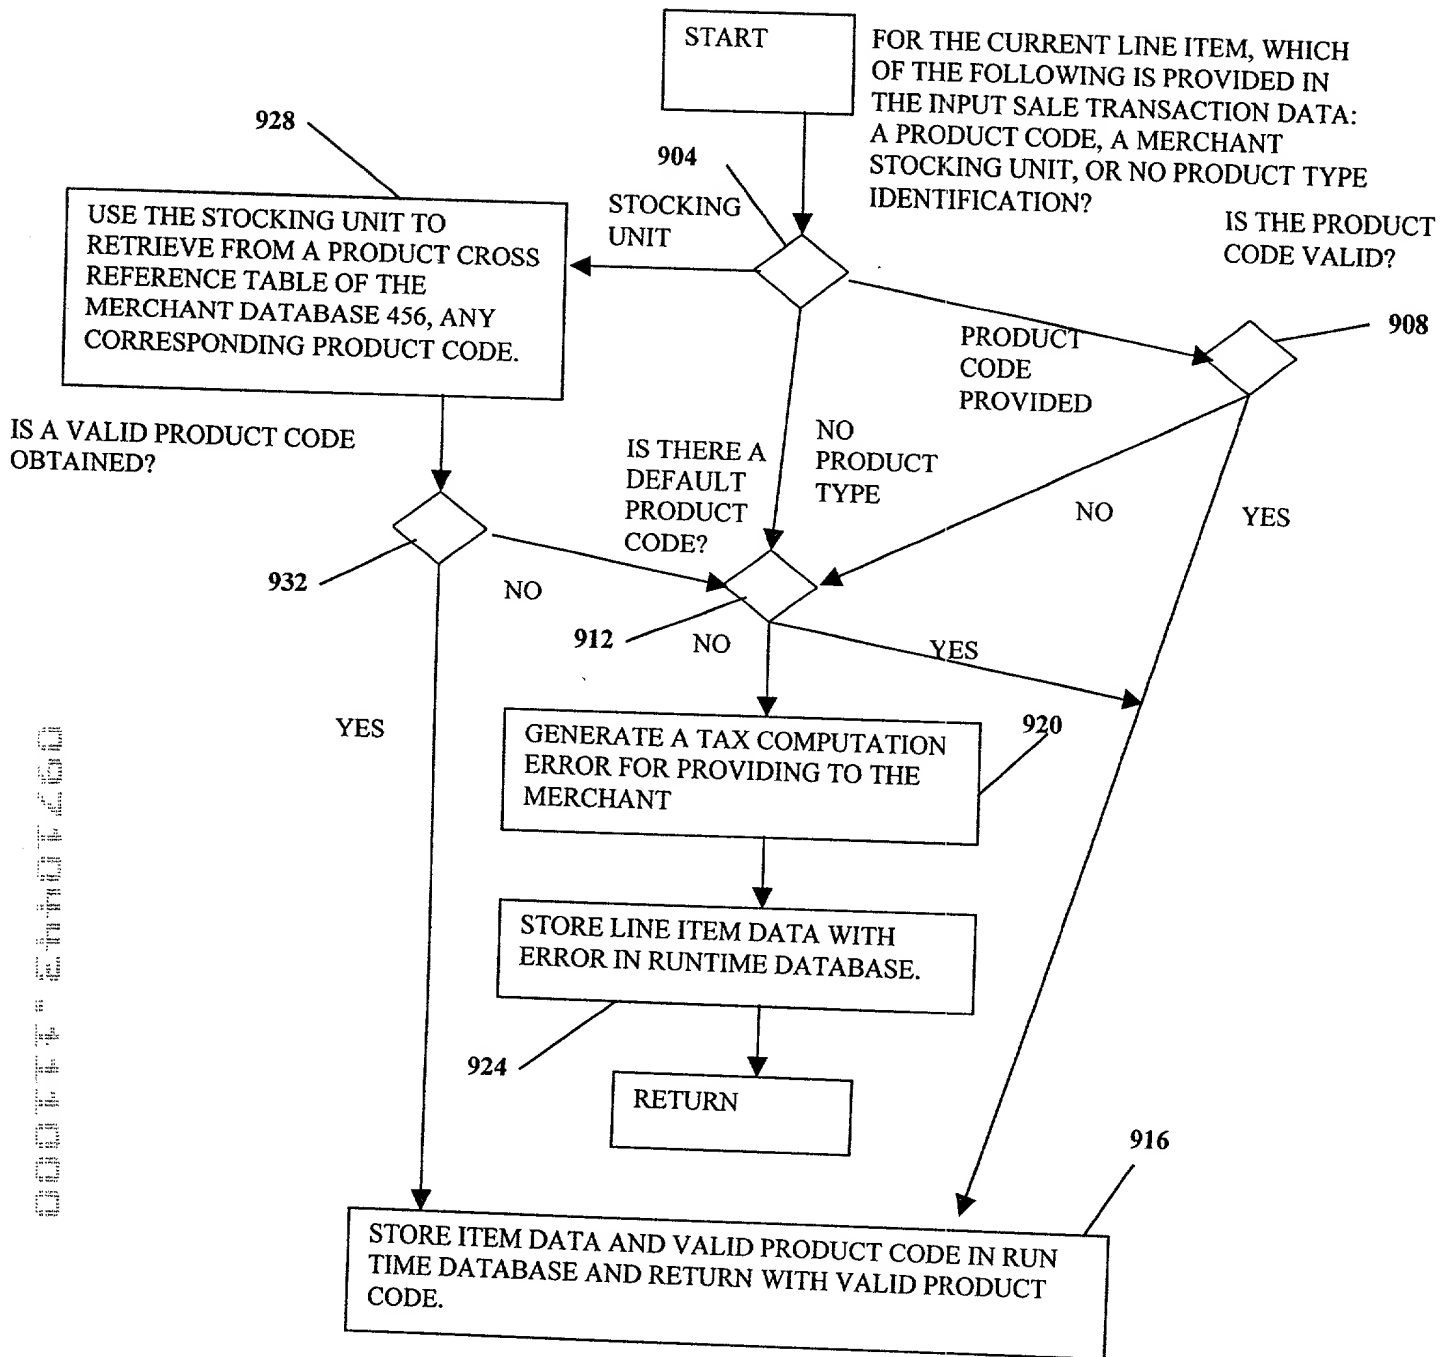 START
FOR THE CURRENT LINE ITEM, WHICH
OF THE FOLLOWING IS PROVIDED IN
THE INPUT SALE TRANSACTION DATA:
A PRODUCT CODE, A MERCHANT
STOCKING UNIT, OR NO PRODUCT TYPE
IDENTIFICATION?
928
904
STOCKING
UNIT
IS THE PRODUCT
CODE VALID?
USE THE STOCKING UNIT TO
RETRIEVE FROM A PRODUCT CROSS
REFERENCE TABLE OF THE
MERCHANT DATABASE 456, ANY
CORRESPONDING PRODUCT CODE.
908
PRODUCT
CODE
PROVIDED
IS A VALID PRODUCT CODE
OBTAINED?
IS THERE A
DEFAULT
PRODUCT
CODE?
NO
PRODUCT
TYPE
NO
YES
932
NO
912
NO
YES
YES
920
GENERATE A TAX COMPUTATION
ERROR FOR PROVIDING TO THE
MERCHANT
STORE LINE ITEM DATA WITH
ERROR IN RUNTIME DATABASE.
924
RETURN
916
STORE ITEM DATA AND VALID PRODUCT CODE IN RUN
TIME DATABASE AND RETURN WITH VALID PRODUCT
CODE.
09710443.111000